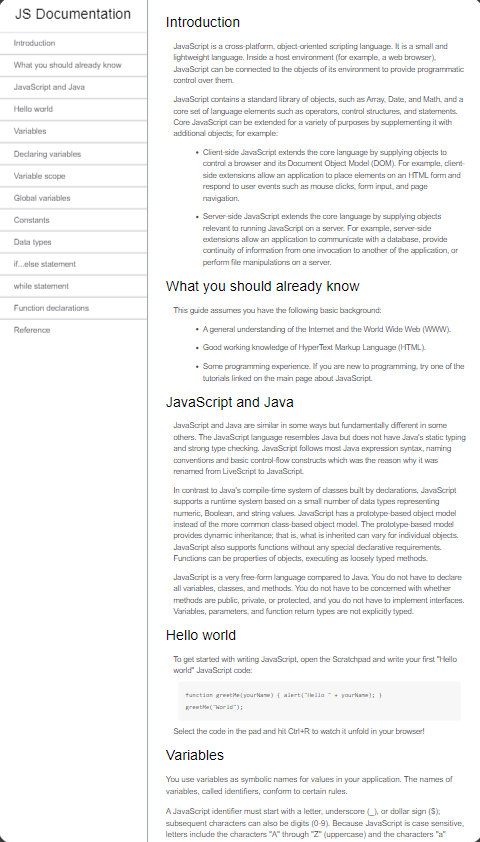 JS Documentation
Introduction
What you should already know
JavaScript and Java
Hello world
Variables
Declaring variables
Variable scope
Global variables
Constants
Data types
if...else statement
while statement
Function declarations
Reference
Introduction
JavaScript is a cross-platform, object-oriented scripting language. It is a small and
lightweight language. Inside a host environment (for example, a web browser),
JavaScript can be connected to the objects of its environment to provide programmatic
control over them.
JavaScript contains a standard library of objects, such as Array, Date, and Math, and a
core set of language elements such as operators, control structures, and statements.
Core JavaScript can be extended for a variety of purposes by supplementing it with
additional objects; for example:
• Client-side JavaScript extends the core language by supplying objects to
control a browser and its Document Object Model (DOM). For example, client-
side extensions allow an application to place elements on an HTML form and
respond to user events such as mouse clicks, form input, and page
navigation.
• Server-side JavaScript extends the core language by supplying objects
relevant to running JavaScript on a server. For example, server-side
extensions allow an application to communicate with a database, provide
continuity of information from one invocation to another of the application, or
perform file manipulations on a server.
What you should already know
This guide assumes you have the following basic background:
• A general understanding of the Internet and the World Wide Web (WWW).
• Good working knowledge of HyperText Markup Language (HTML).
• Some programming experience. If you are new to programming, try one of the
tutorials linked on the main page about JavaScript.
JavaScript and Java
JavaScript and Java are similar in some ways but fundamentally different in some
others. The JavaScript language resembles Java but does not have Java's static typing
and strong type checking. JavaScript follows most Java expression syntax, naming
conventions and basic control-flow constructs which was the reason why it was
renamed from LiveScript to JavaScript.
In contrast to Java's compile-time system of classes built by declarations, JavaScript
supports a runtime system based on a small number of data types representing
numeric, Boolean, and string values. JavaScript has a prototype-based object model
instead of the more common class-based object model. The prototype-based model
provides dynamic inheritance; that is, what is inherited can vary for individual objects.
JavaScript also supports functions without any special declarative requirements.
Functions can be properties of objects, executing as loosely typed methods.
JavaScript is a very free-form language compared to Java. You do not have to declare
all variables, classes, and methods. You do not have to be concerned with whether
methods are public, private, or protected, and you do not have to implement interfaces.
Variables, parameters, and function return types are not explicitly typed.
Hello world
To get started with writing JavaScript, open the Scratchpad and write your first "Hello
world" JavaScript code:
function greetMe(yourName) { alert("Hello " + yourName); }
greetMe("World");
Select the code in the pad and hit Ctrl+R to watch it unfold in your browser!
Variables
You use variables as symbolic names for values in your application. The names of
variables, called identifiers, conform to certain rules.
A JavaScript identifier must start with a letter, underscore (_), or dollar sign ($);
subsequent characters can also be digits (0-9). Because JavaScript is case sensitive,
letters include the characters "A" through "Z" (uppercase) and the characters "a"